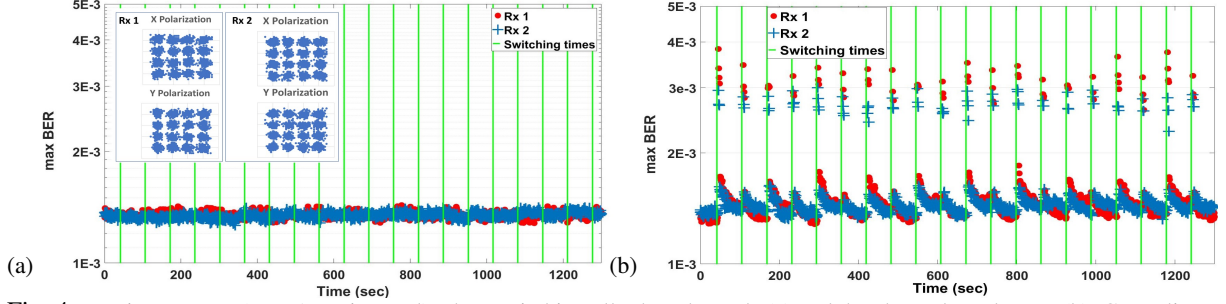 Rx 1
X Polarization
Y Polarization
Rx 2
X Polarization
Y Polarization
Rx 1
Rx 2
Switching times
max BER
5E-3
4E-3
3E-3
2E-3
1E-3
0 200 400 600 800 1000 1200
Time (sec)
(a)
Rx 1
Rx 2
Switching times
max BER
5E-3
4E-3
3E-3
2E-3
1E-3
0 200 400 600 800 1000 1200
Time (sec)
(b)